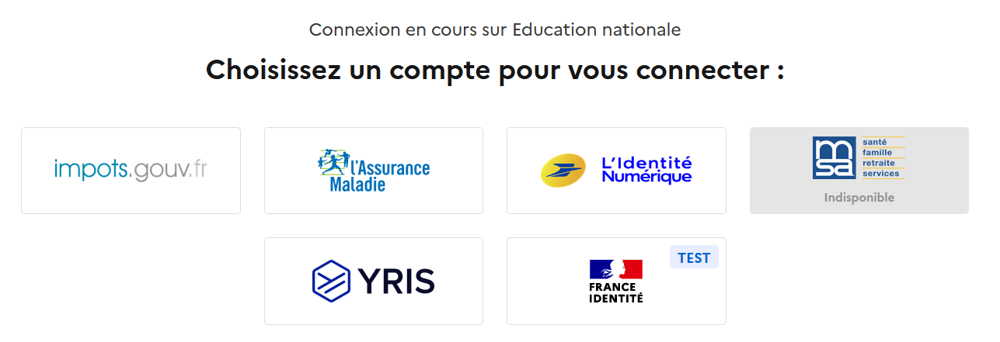 Connexion en cours sur Education nationale
Choisissez un compte pour vous connecter :
impots.gouv.fr
l'Assurance
Maladie
L'Identité
Numérique
msa
santé
famille
retraite
services
Indisponible
YRIS
TEST
FRANCE
IDENTITÉ